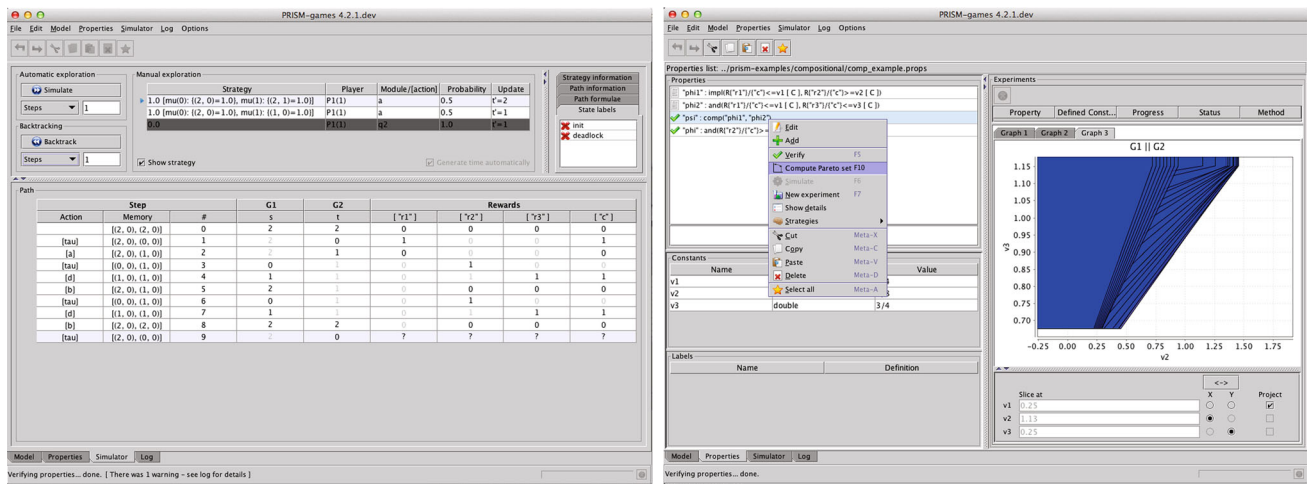 PRISM-games 4.2.1.dev
File Edit Model Properties Simulator Log Options
Automatic exploration
Simulate
Steps 1
Backtracking
Backtrack
Steps 1
Manual exploration
Strategy Player Module/[action] Probability Update
1.0 [mu(0): {(2, 0)=1.0}, mu(1): {(2, 1)=1.0}] P1(1) a 0.5 t'=2
1.0 [mu(0): {(2, 0)=1.0}, mu(1): {(1, 0)=1.0}] P1(1) a 0.5 t'=1
0.0 P1(1) q2 1.0 t'=1
Show strategy Generate time automatically
Strategy information
Path information
Path formulae
State labels
init
deadlock
Path
Step G1 G2 Rewards
Action Memory # s t [ "r1" ] [ "r2" ] [ "r3" ] [ "c" ]
[(2, 0), (2, 0)] 0 2 2 0 0 0 0
[tau] [(2, 0), (0, 0)] 1 2 0 1 0 0 1
[a] [(2, 0), (1, 0)] 2 2 1 0 0 0 0
[tau] [(0, 0), (1, 0)] 3 0 1 0 1 0 0
[d] [(1, 0), (1, 0)] 4 1 1 0 1 1 1
[b] [(2, 0), (1, 0)] 5 2 1 0 0 0 0
[tau] [(0, 0), (1, 0)] 6 0 1 0 1 0 0
[d] [(1, 0), (1, 0)] 7 1 1 0 1 1 1
[b] [(2, 0), (2, 0)] 8 2 2 0 0 0 0
[tau] [(2, 0), (0, 0)] 9 2 0 ? ? ? ?
Model Properties Simulator Log
Verifying properties... done. [ There was 1 warning – see log for details ]
PRISM-games 4.2.1.dev
File Edit Model Properties Simulator Log Options
Properties list: ../prism-examples/compositional/comp_example.props
Properties
"phi1" : impl(R("r1")/("c")<=v1 [ C ], R("r2")/("c")>=v2 [ C ])
"phi2" : and(R("r1")/("c")<=v1 [ C ], R("r3")/("c")<=v3 [ C ])
"psi" : comp("phi1", "phi2")
"phi" : and(R("r2")/("c")>=
Edit
Add
Verify F5
Compute Pareto set F10
Simulate F6
New experiment F7
Show details
Strategies
Cut Meta-X
Copy Meta-C
Paste Meta-V
Delete Meta-D
Select all Meta-A
Constants
Name Value
v1
v2
v3 double 3/4
Labels
Name Definition
Experiments
Property Defined Const... Progress Status Method
Graph 1 Graph 2 Graph 3
G1 || G2
1.15
1.10
1.05
1.00
0.95
0.90
0.85
0.80
0.75
0.70
v3
-0.25 0.00 0.25 0.50 0.75 1.00 1.25 1.50 1.75
v2
<->
Slice at X Y Project
v1 0.25
v2 1.13
v3 0.25
Model Properties Simulator Log
Verifying properties... done.